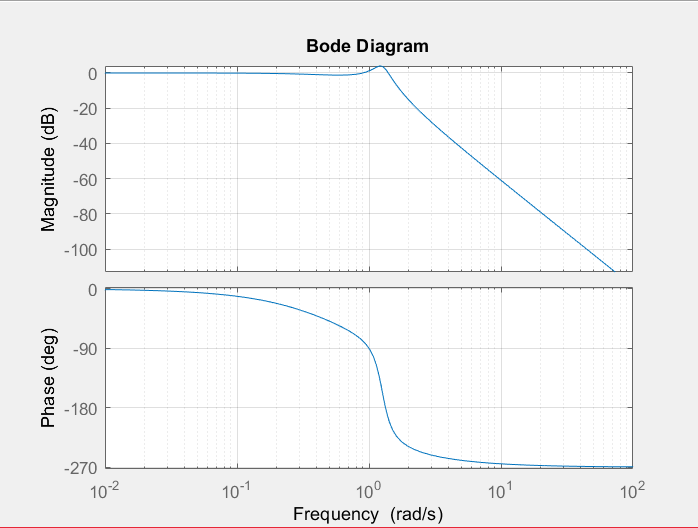 Bode Diagram
Magnitude (dB)
0
-20
-40
-60
-80
-100
Phase (deg)
0
-90
-180
-270
10^-2 10^-1 10^0 10^1 10^2
Frequency (rad/s)